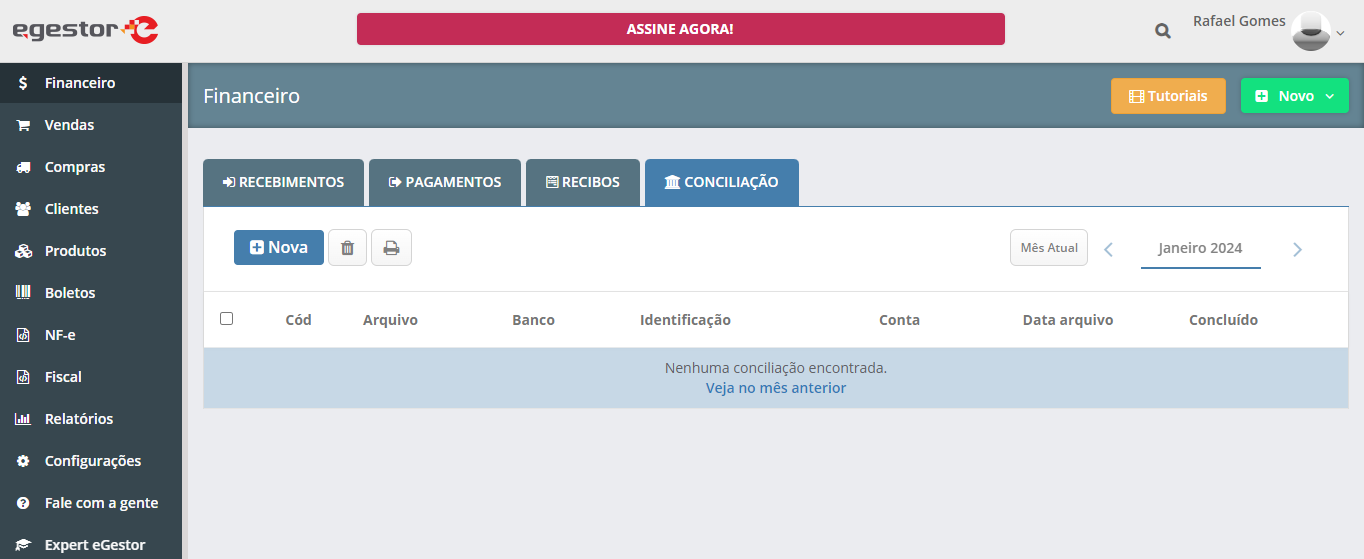 egestor
ASSINE AGORA!
Rafael Gomes
Financeiro
Vendas
Compras
Clientes
Produtos
Boletos
NF-e
Fiscal
Relatórios
Configurações
Fale com a gente
Expert eGestor
Financeiro
Tutoriais
Novo
RECEBIMENTOS
PAGAMENTOS
RECIBOS
CONCILIAÇÃO
Nova
Mês Atual
Janeiro 2024
Cód Arquivo Banco Identificação Conta Data arquivo Concluído
Nenhuma conciliação encontrada.
Veja no mês anterior